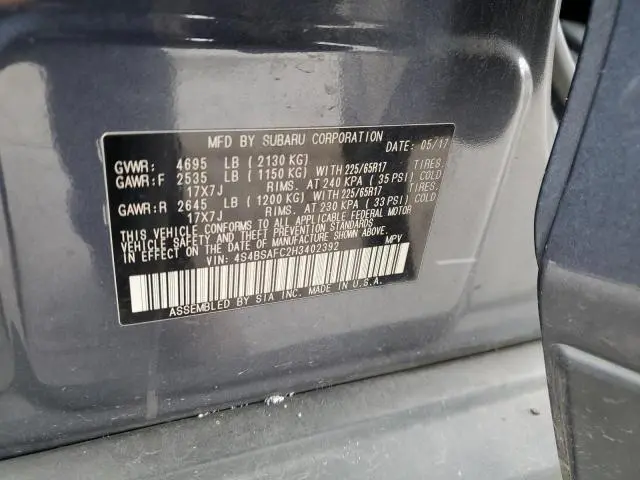 MFD BY SUBARU CORPORATION DATE: 05/17
GVWR: 4695 LB ( 2130 KG)
GAWR:F 2535 LB ( 1150 KG) WITH 225/65R17 TIRES.
17X7J RIMS. AT 240 KPA ( 35 PSI) COLD
GAWR:R 2645 LB ( 1200 KG) WITH 225/65R17 TIRES.
17X7J RIMS. AT 230 KPA ( 33 PSI) COLD
THIS VEHICLE CONFORMS TO ALL APPLICABLE FEDERAL MOTOR
VEHICLE SAFETY AND THEFT PREVENTION STANDARDS
IN EFFECT ON THE DATE OF MANUFACTURE SHOWN ABOVE.
VIN: 4S4BSAFC2H3402392 MPV
ASSEMBLED BY SIA INC. MADE IN U.S.A.